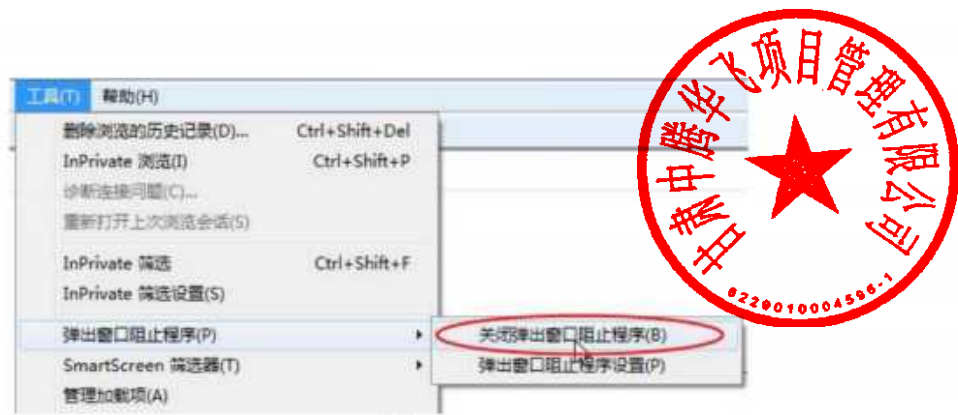 工具(T) 帮助(H)
删除浏览的历史记录(D)... Ctrl+Shift+Del
InPrivate 浏览(I) Ctrl+Shift+P
诊断连接问题(C)...
重新打开上次浏览会话(S)
InPrivate 筛选 Ctrl+Shift+F
InPrivate 筛选设置(S)
弹出窗口阻止程序(P)
关闭弹出窗口阻止程序(B)
SmartScreen 筛选器(T)
弹出窗口阻止程序设置(P)
管理加载项(A)
甘肃中腾华飞项目管理有限公司
6229010004596-1